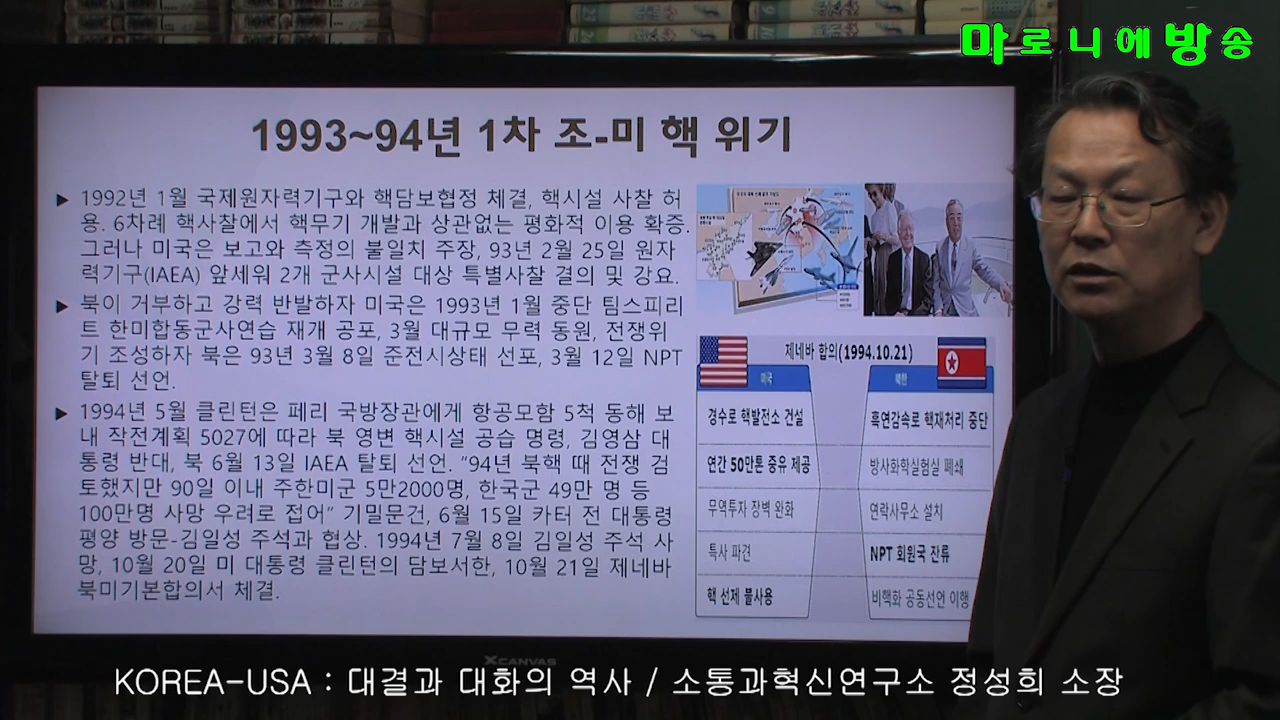 마로니에방송
1993~94년 1차 조-미 핵 위기
▶ 1992년 1월 국제원자력기구와 핵담보협정 체결, 핵시설 사찰 허
용. 6차례 핵사찰에서 핵무기 개발과 상관없는 평화적 이용 확증.
그러나 미국은 보고와 측정의 불일치 주장, 93년 2월 25일 원자
력기구(IAEA) 앞세워 2개 군사시설 대상 특별사찰 결의 및 강요.
▶ 북이 거부하고 강력 반발하자 미국은 1993년 1월 중단 팀스피리
트 한미합동군사연습 재개 공포, 3월 대규모 무력 동원, 전쟁위
기 조성하자 북은 93년 3월 8일 준전시상태 선포, 3월 12일 NPT
탈퇴 선언.
▶ 1994년 5월 클린턴은 페리 국방장관에게 항공모함 5척 동해 보
내 작전계획 5027에 따라 북 영변 핵시설 공습 명령, 김영삼 대
통령 반대, 북 6월 13일 IAEA 탈퇴 선언. “94년 북핵 때 전쟁 검
토했지만 90일 이내 주한미군 5만2000명, 한국군 49만 명 등
100만명 사망 우려로 접어” 기밀문건, 6월 15일 카터 전 대통령
평양 방문-김일성 주석과 협상. 1994년 7월 8일 김일성 주석 사
망, 10월 20일 미 대통령 클린턴의 담보서한, 10월 21일 제네바
북미기본합의서 체결.
제네바 합의(1994.10.21)
미국
북한
경수로 핵발전소 건설
흑연감속로 핵재처리 중단
연간 50만톤 중유 제공
방사화학실험실 폐쇄
무역투자 장벽 완화
연락사무소 설치
특사 파견
NPT 회원국 잔류
핵 선제 불사용
비핵화 공동선언 이행
XCANVAS
KOREA-USA : 대결과 대화의 역사 / 소통과혁신연구소 정성희 소장